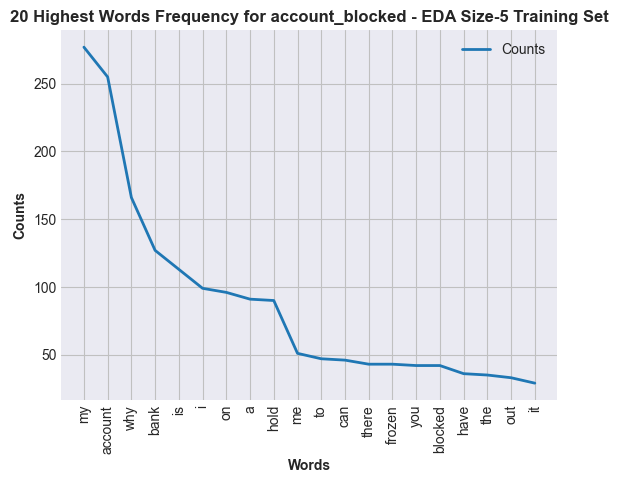 20 Highest Words Frequency for account_blocked - EDA Size-5 Training Set
Counts
250
200
150
100
50
Counts
my
account
why
bank
is
i
on
a
hold
me
to
can
there
frozen
you
blocked
have
the
out
it
Words